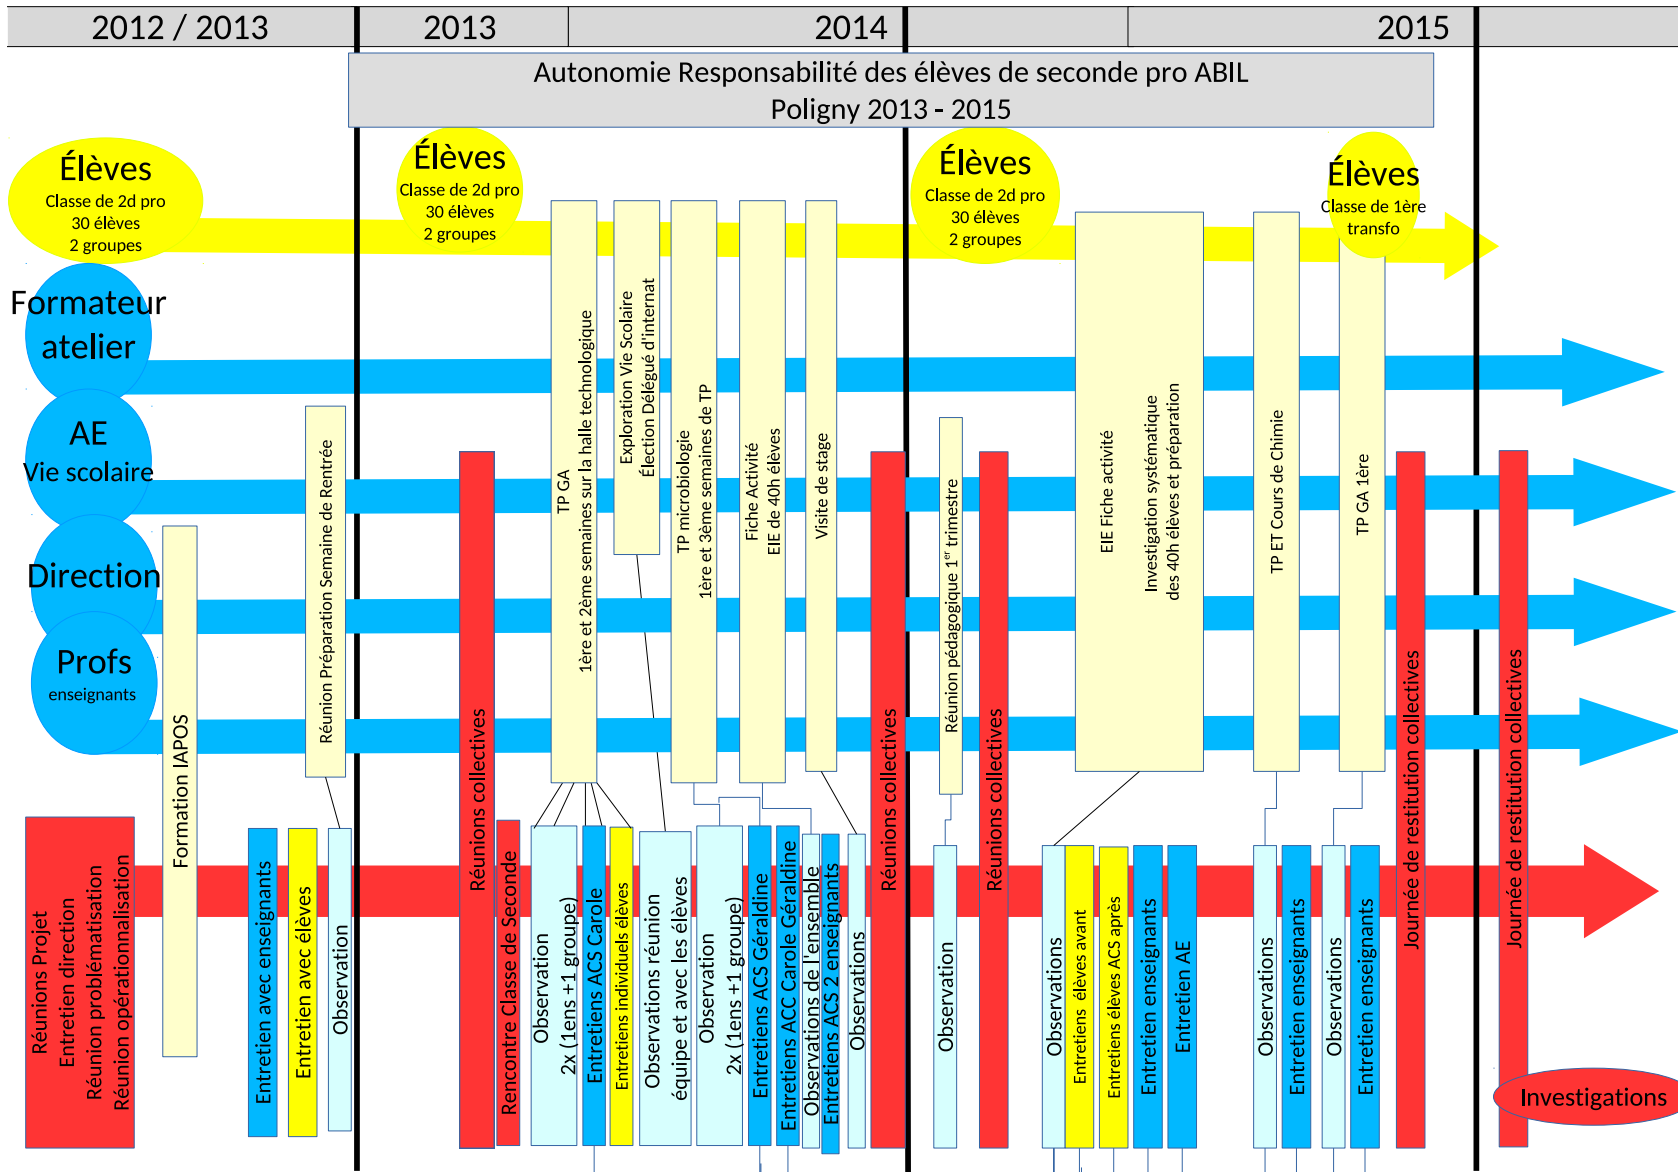 2012 / 2013
2013
2014
2015
Autonomie Responsabilité des élèves de seconde pro ABIL
Poligny 2013 - 2015
Élèves
Classe de 2d pro
30 élèves
2 groupes
Élèves
Classe de 2d pro
30 élèves
2 groupes
Élèves
Classe de 2d pro
30 élèves
2 groupes
Élèves
Classe de 1ère
transfo
Formateur
atelier
AE
Vie scolaire
Direction
Profs
enseignants
Formation IAPOS
Réunion Préparation Semaine de Rentrée
Réunions collectives
TP GA
1ère et 2ème semaines sur la halle technologique
Exploration Vie Scolaire
Élection Délégué d'internat
TP microbiologie
1ère et 3ème semaines de TP
Fiche Activité
EIE de 40h élèves
Visite de stage
Réunions collectives
Réunion pédagogique 1er trimestre
Réunions collectives
EIE Fiche activité
Investigation systématique
des 40h élèves et préparation
TP ET Cours de Chimie
TP GA 1ère
Journée de restitution collectives
Journée de restitution collectives
Réunions Projet
Entretien direction
Réunion problématisation
Réunion opérationnalisation
Entretien avec enseignants
Entretien avec élèves
Observation
Rencontre Classe de Seconde
Observation
2x (1ens +1 groupe)
Entretiens ACS Carole
Entretiens individuels élèves
Observations réunion
équipe et avec les élèves
Observation
2x (1ens +1 groupe)
Entretiens ACS Géraldine
Entretiens ACC Carole Géraldine
Observations de l'ensemble
Entretiens ACS 2 enseignants
Observations
Observation
Observations
Entretiens  élèves avant
Entretiens élèves ACS après
Entretien enseignants
Entretien AE
Observations
Entretien enseignants
Observations
Entretien enseignants
Investigations